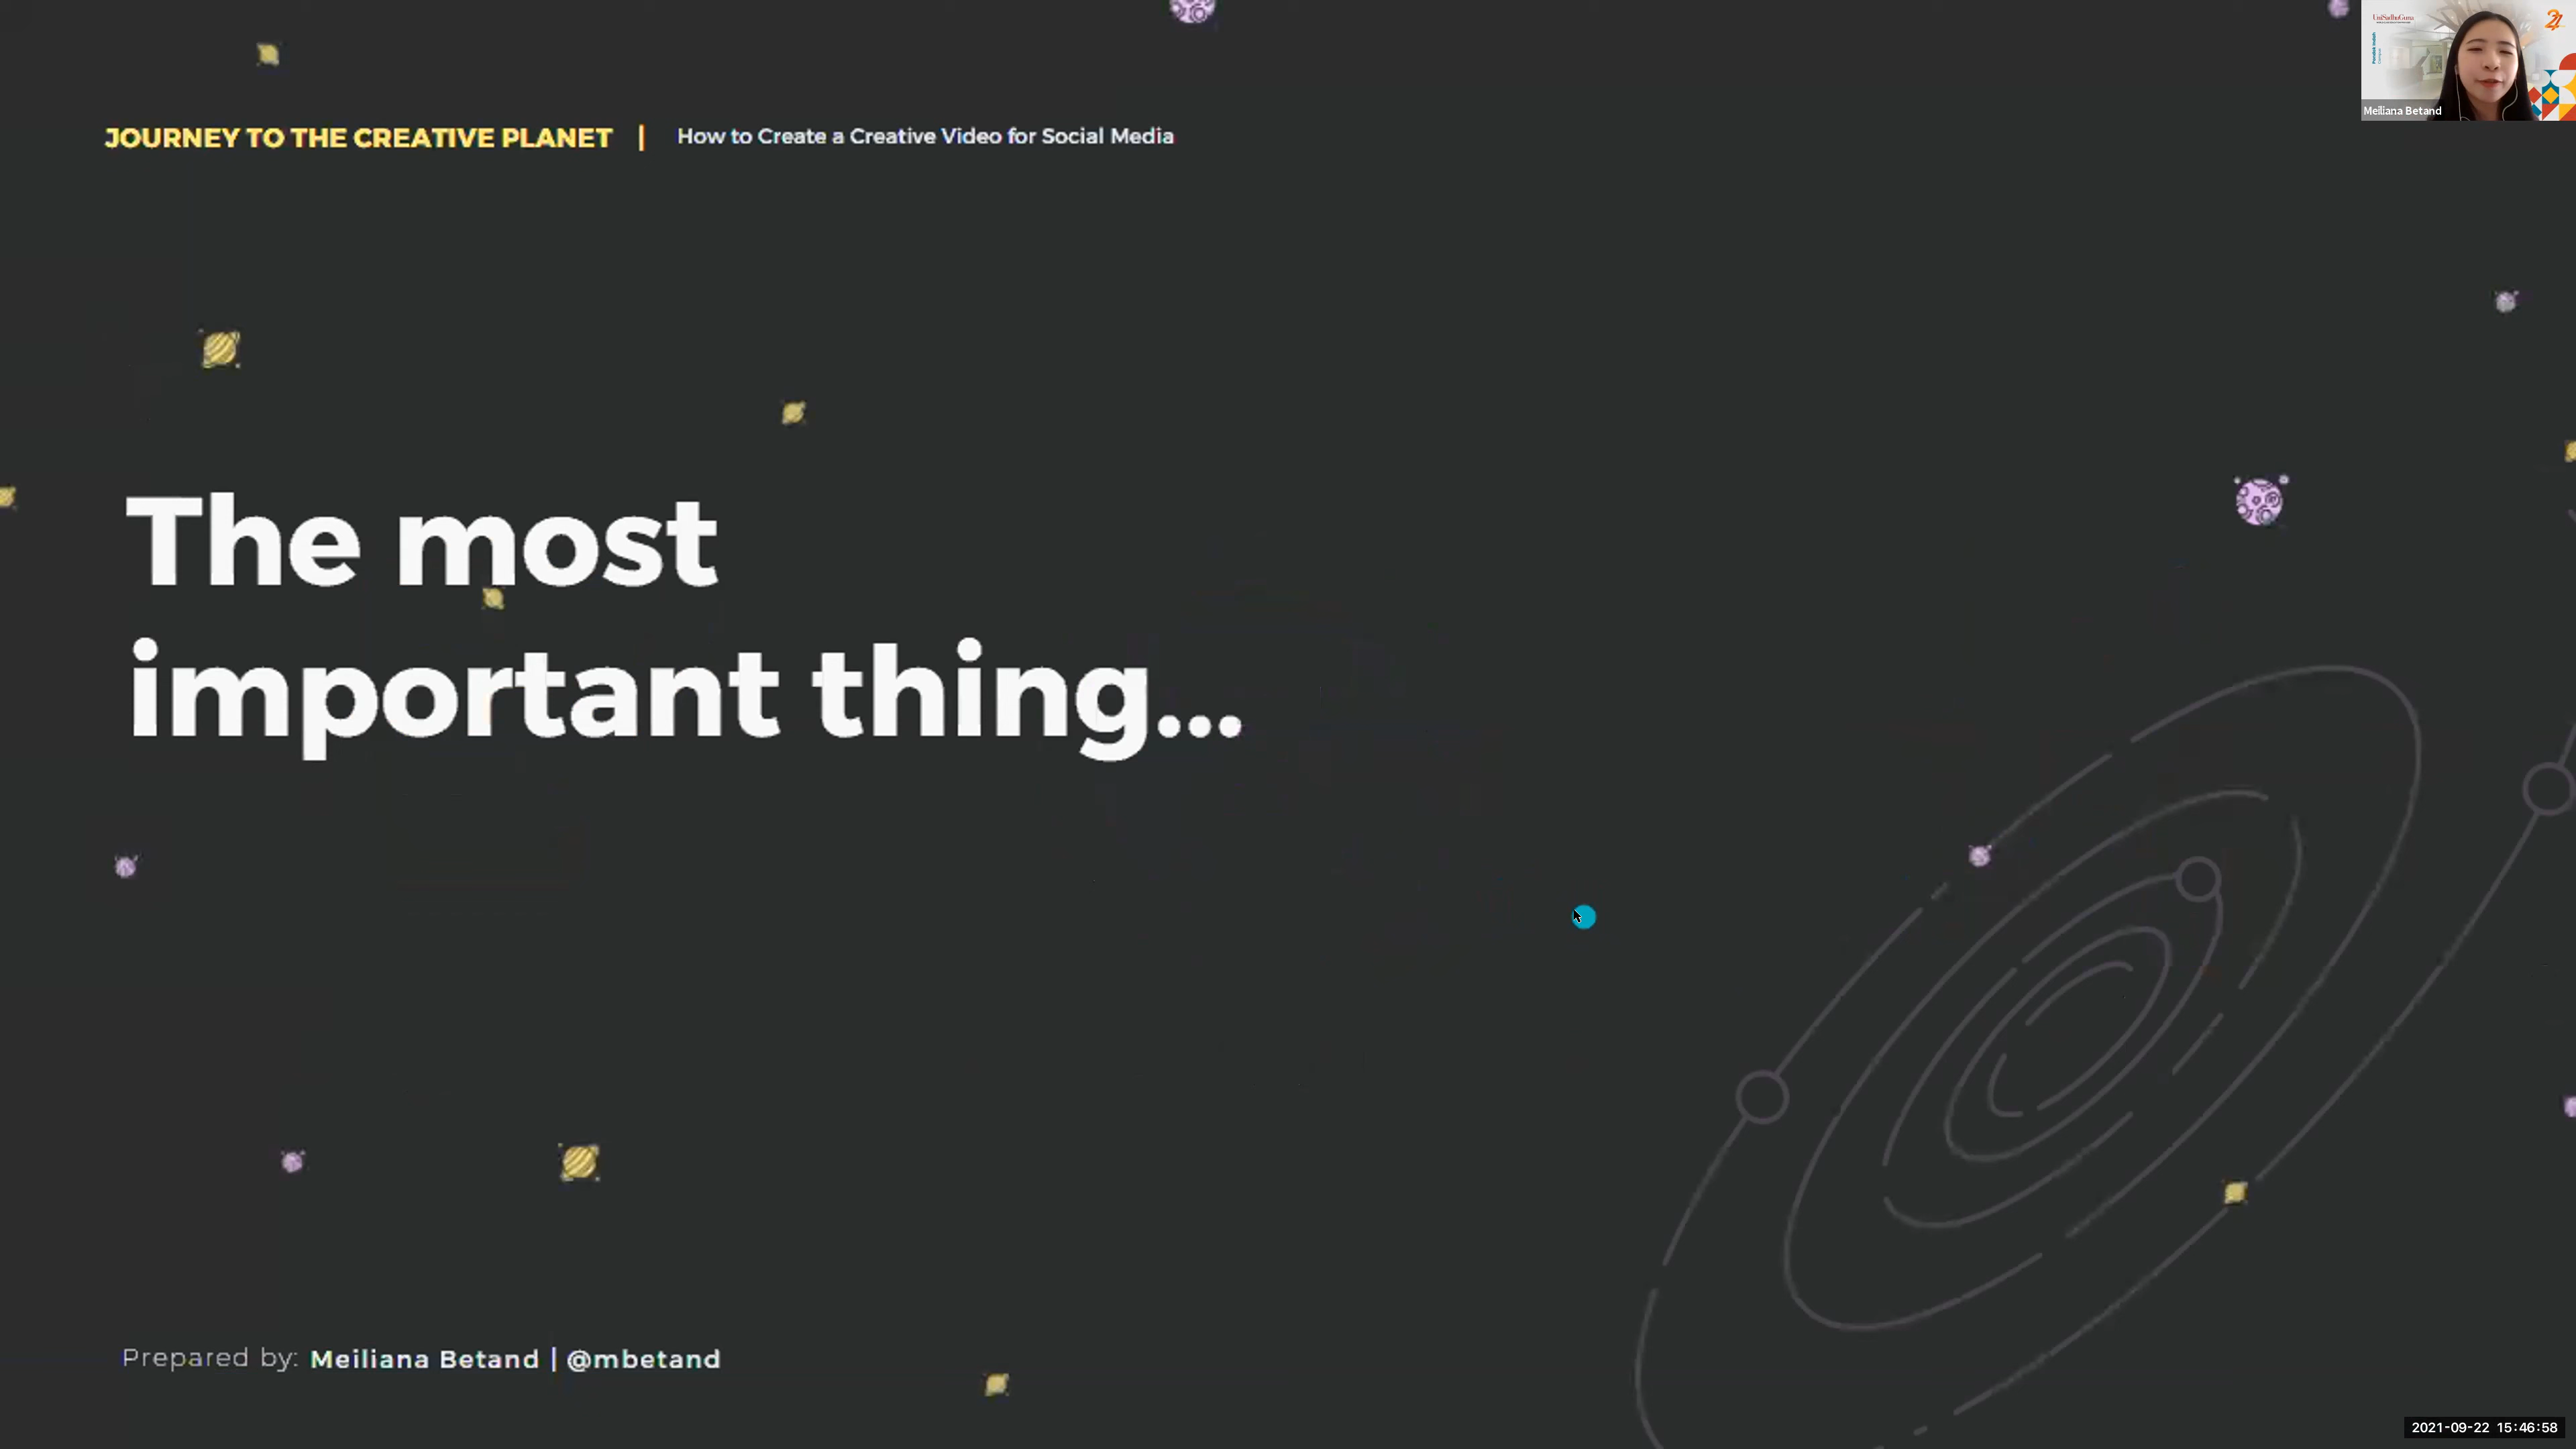 JOURNEY TO THE CREATIVE PLANET | How to Create a Creative Video for Social Media
Meiliana Betand
The most
important thing...
Prepared by: Meiliana Betand | @mbetand
2021-09-22 15:46:58